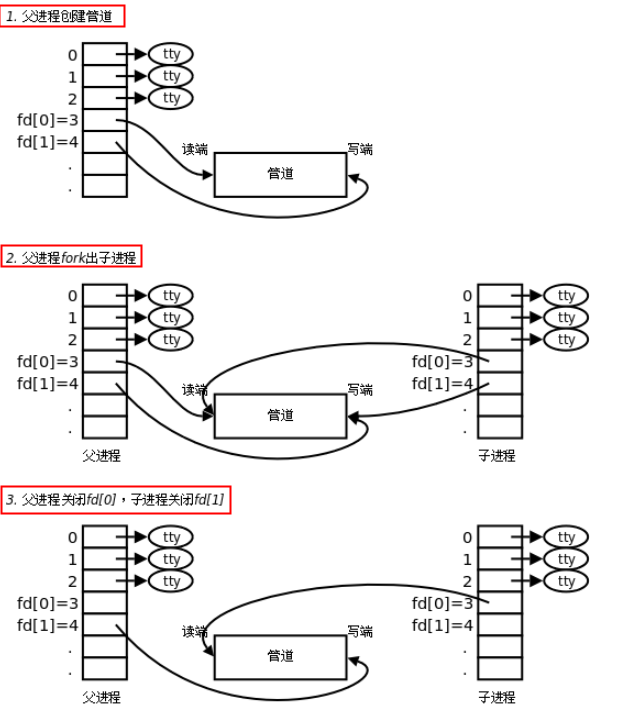 1. 父进程创建管道
0 tty
1 tty
2 tty
fd[0]=3
fd[1]=4
.
.
读端 写端
管道
2. 父进程fork出子进程
0 tty
1 tty
2 tty
fd[0]=3
fd[1]=4
.
.
父进程
读端 写端
管道
0 tty
1 tty
2 tty
fd[0]=3
fd[1]=4
.
.
子进程
3. 父进程关闭fd[0]，子进程关闭fd[1]
0 tty
1 tty
2 tty
fd[0]=3
fd[1]=4
.
.
父进程
读端 写端
管道
0 tty
1 tty
2 tty
fd[0]=3
fd[1]=4
.
.
子进程